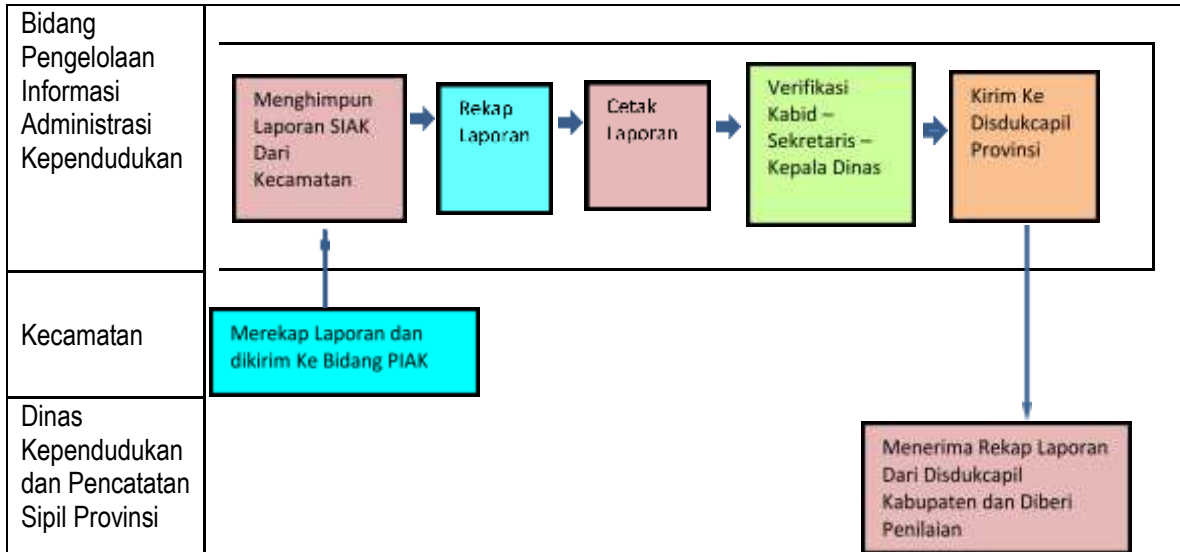 Bidang
Pengelolaan
Informasi
Administrasi
Kependudukan
Menghimpun
Laporan SIAK
Dari
Kecamatan
Rekap
Laporan
Cetak
Laporan
Verifikasi
Kabid –
Sekretaris –
Kepala Dinas
Kirim Ke
Disdukcapil
Provinsi
Kecamatan
Merekap Laporan dan
dikirim Ke Bidang PIAK
Dinas
Kependudukan
dan Pencatatan
Sipil Provinsi
Menerima Rekap Laporan
Dari Disdukcapil
Kabupaten dan Diberi
Penilaian